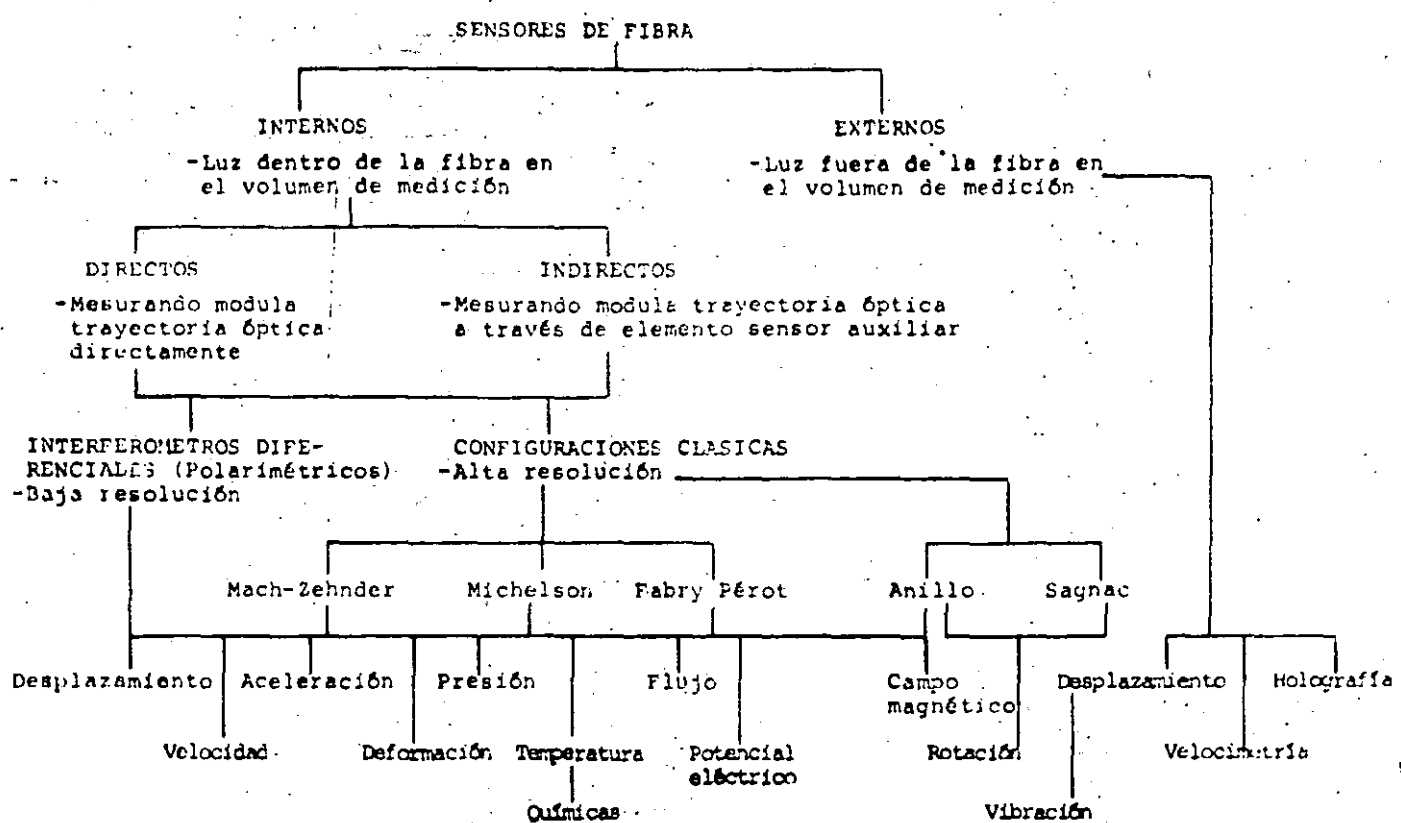 SENSORES DE FIBRA
INTERNOS
-Luz dentro de la fibra en
el volumen de medición
EXTERNOS
-Luz fuera de la fibra en
el volumen de medición
DIRECTOS
-Mesurando modula
trayectoria óptica
directamente
INDIRECTOS
-Mesurando modula trayectoria óptica
a través de elemento sensor auxiliar
INTERFEROMETROS DIFE-
RENCIALES (Polarimétricos)
-Baja resolución
CONFIGURACIONES CLASICAS
-Alta resolución
Mach-Zehnder
Michelson
Fabry Pérot
Anillo
Sagnac
Desplazamiento
Aceleración
Presión
Flujo
Campo
magnético
Desplazamiento
Holografía
Velocidad
Deformación
Temperatura
Potencial
eléctrico
Rotación
Velocimetría
Químicas
Vibración